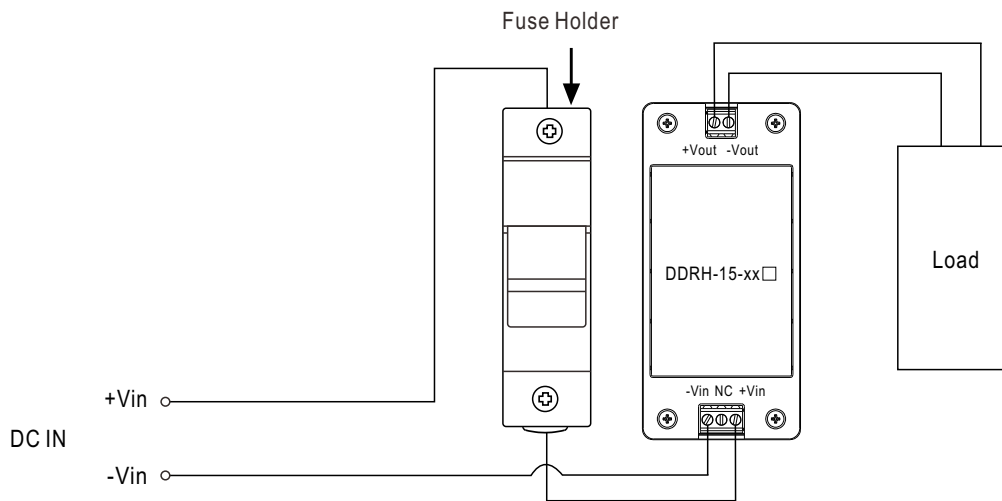 Fuse Holder
+Vout -Vout
DDRH-15-xx□
Load
-Vin NC +Vin
+Vin
DC IN
-Vin